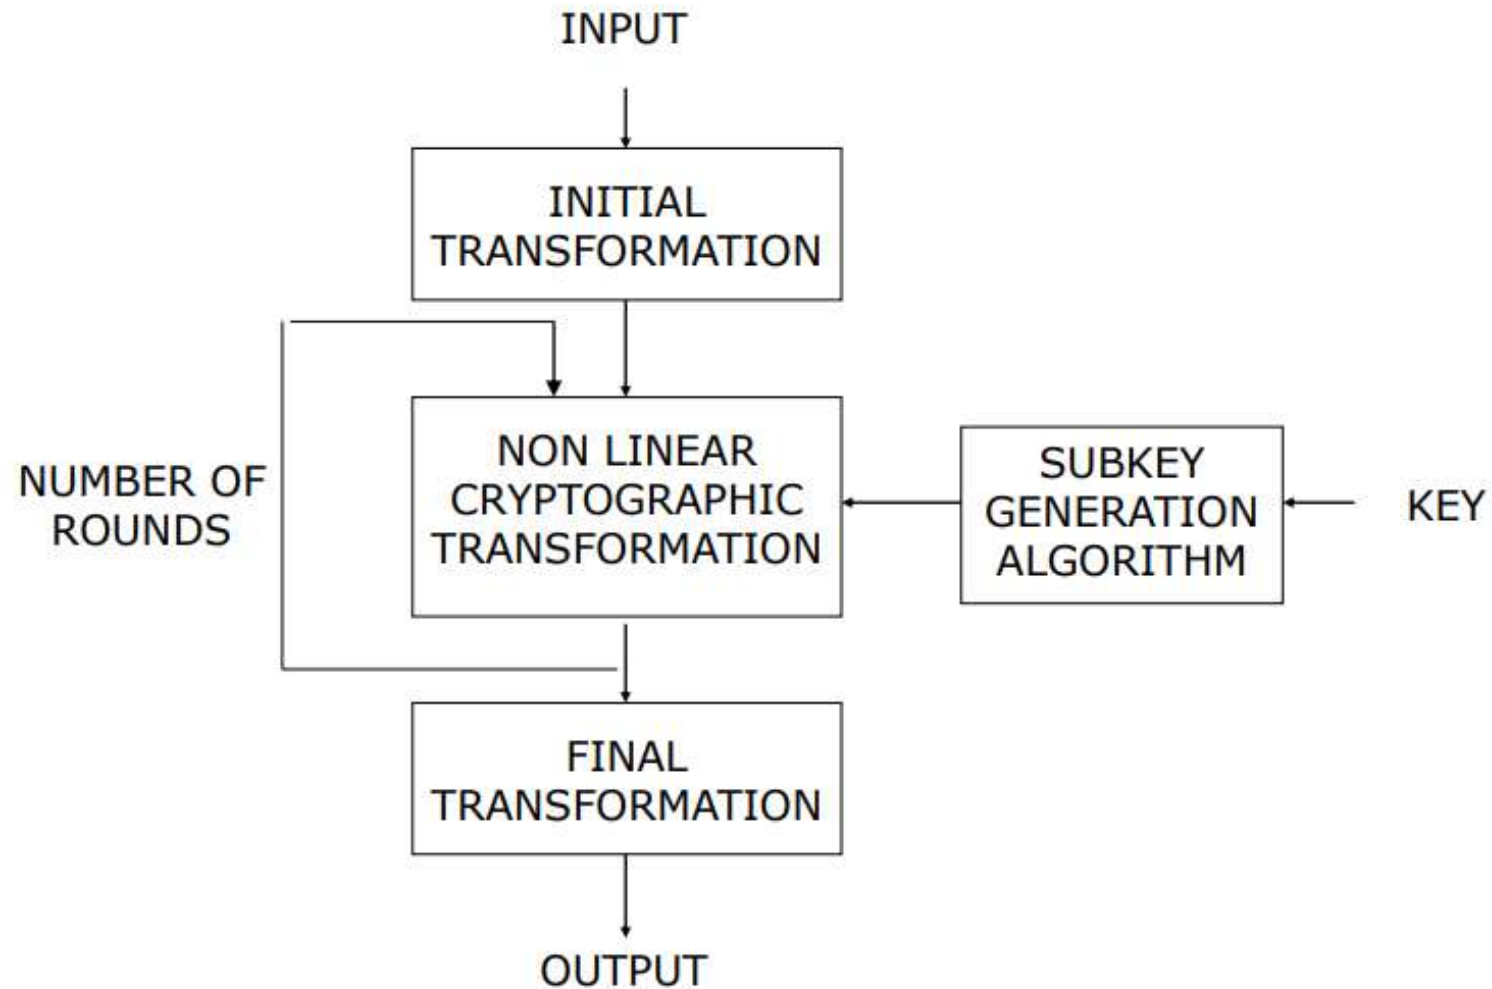 INPUT
INITIAL
TRANSFORMATION
NUMBER OF
ROUNDS
NON LINEAR
CRYPTOGRAPHIC
TRANSFORMATION
SUBKEY
GENERATION
ALGORITHM
KEY
FINAL
TRANSFORMATION
OUTPUT